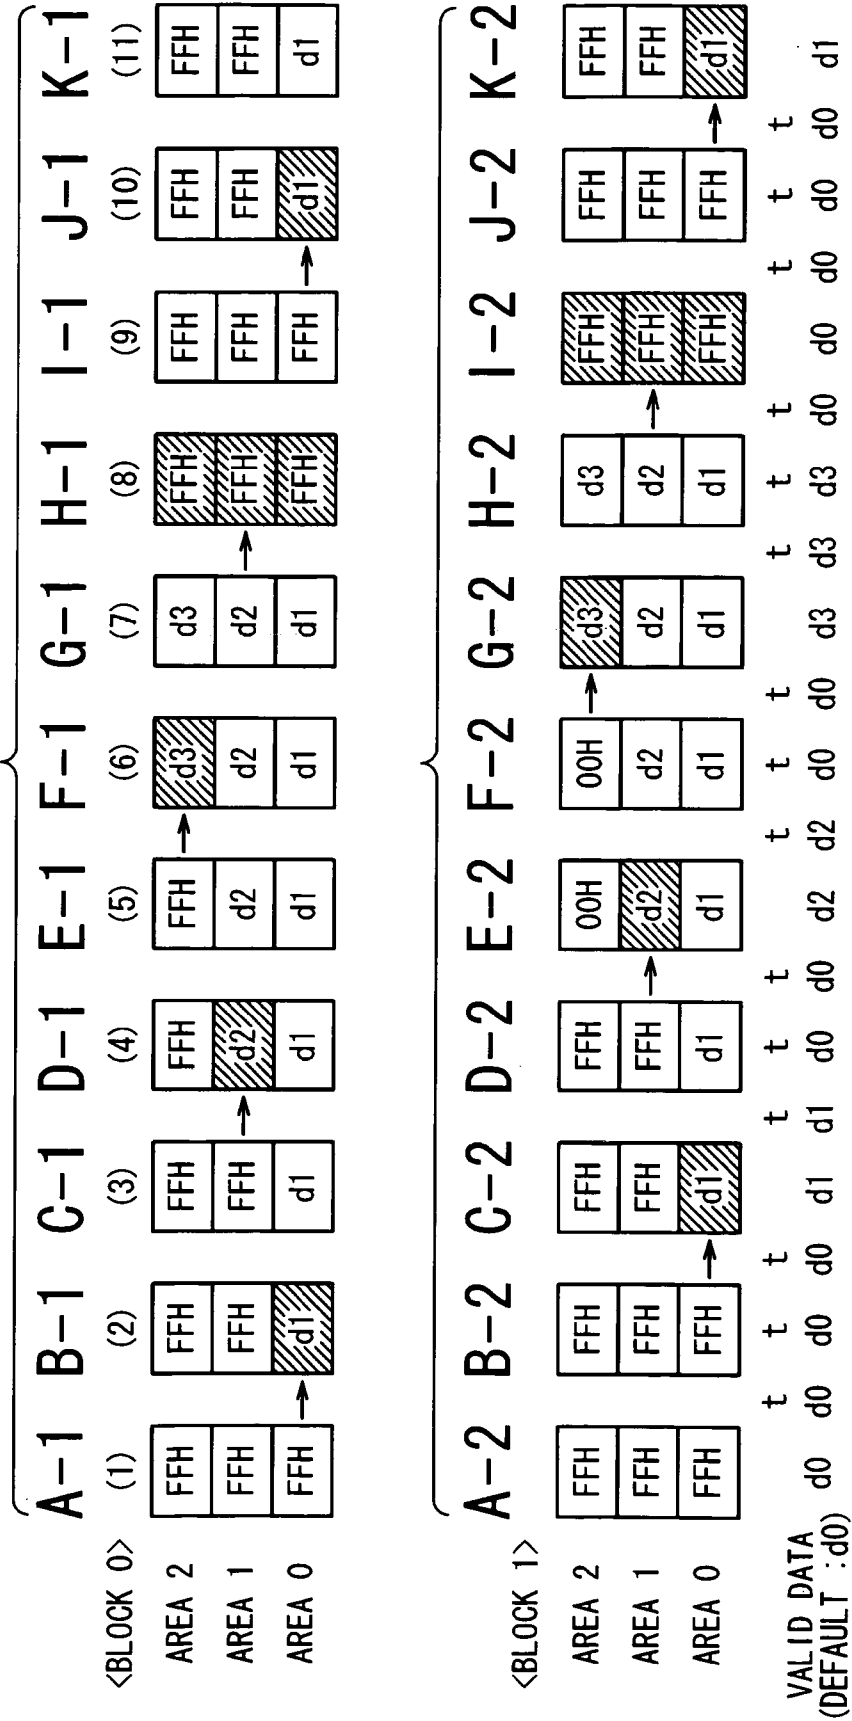 A-1 B-1 C-1 D-1 E-1 F-1 G-1 H-1 I-1 J-1 K-1
<BLOCK 0> (1) (2) (3) (4) (5) (6) (7) (8) (9) (10) (11)
AREA 2 FFH FFH FFH FFH FFH d3 d3 FFH FFH FFH FFH
AREA 1 FFH FFH FFH d2 d2 d2 d2 FFH FFH FFH FFH
AREA 0 FFH d1 d1 d1 d1 d1 d1 FFH FFH d1 d1
A-2 B-2 C-2 D-2 E-2 F-2 G-2 H-2 I-2 J-2 K-2
<BLOCK 1>
AREA 2 FFH FFH FFH FFH 00H 00H d3 d3 FFH FFH FFH
AREA 1 FFH FFH FFH FFH d2 d2 d2 d2 FFH FFH FFH
AREA 0 FFH FFH d1 d1 d1 d1 d1 d1 FFH FFH d1
t t t t t t t t t t t t t t t
VALID DATA d0 d0 d0 d0 d1 d1 d0 d0 d2 d2 d0 d0 d3 d3 d3 d0 d0 d0 d0 d0 d1
(DEFAULT :d0)